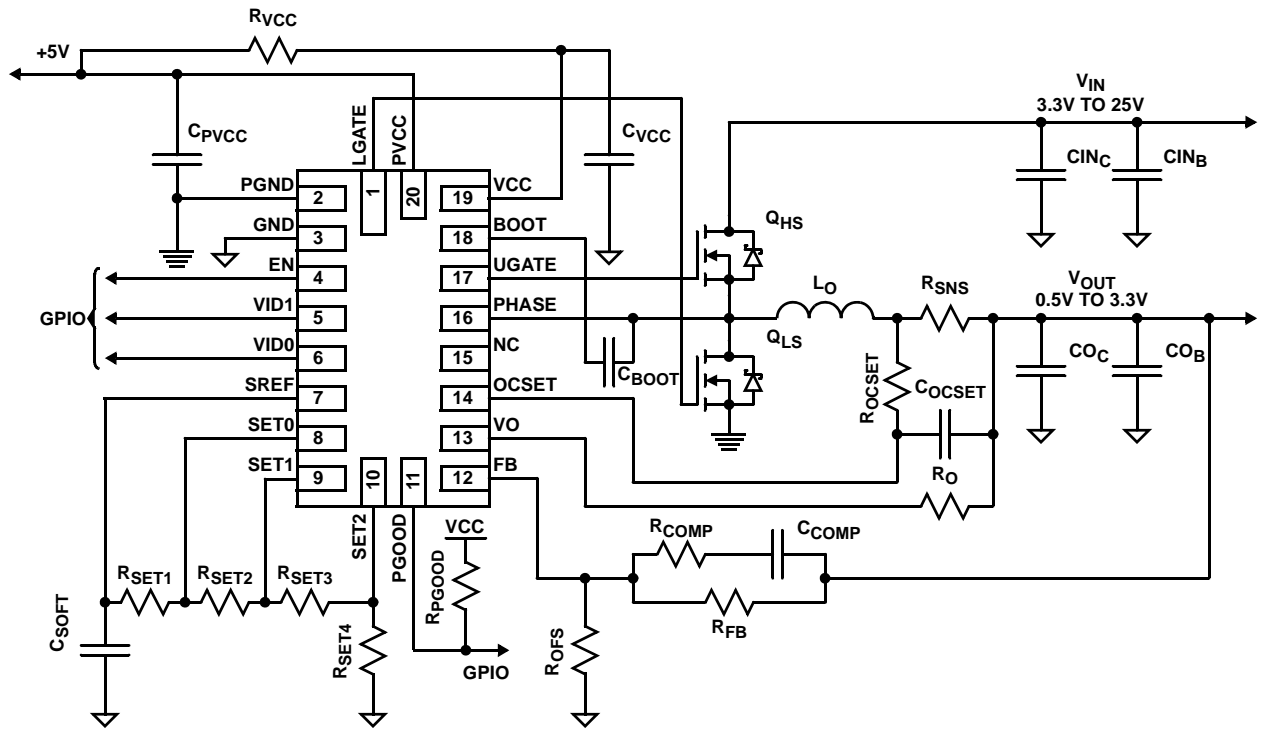 RVCC
+5V
VIN
3.3V TO 25V
CPVCC
LGATE
PVCC
CVCC
CINC
CINB
PGND
2
1
20
19
VCC
GND
3
18
BOOT
QHS
EN
4
17
UGATE
VOUT
0.5V TO 3.3V
LO
RSNS
GPIO
VID1
5
16
PHASE
VID0
6
15
NC
QLS
CBOOT
COC
COB
SREF
7
14
OCSET
ROCSET
COCSET
SET0
8
13
VO
SET1
9
10
11
12
FB
RO
SET2
PGOOD
VCC
RCOMP
CCOMP
RSET1
RSET2
RSET3
RPGOOD
RFB
CSOFT
RSET4
GPIO
ROFS